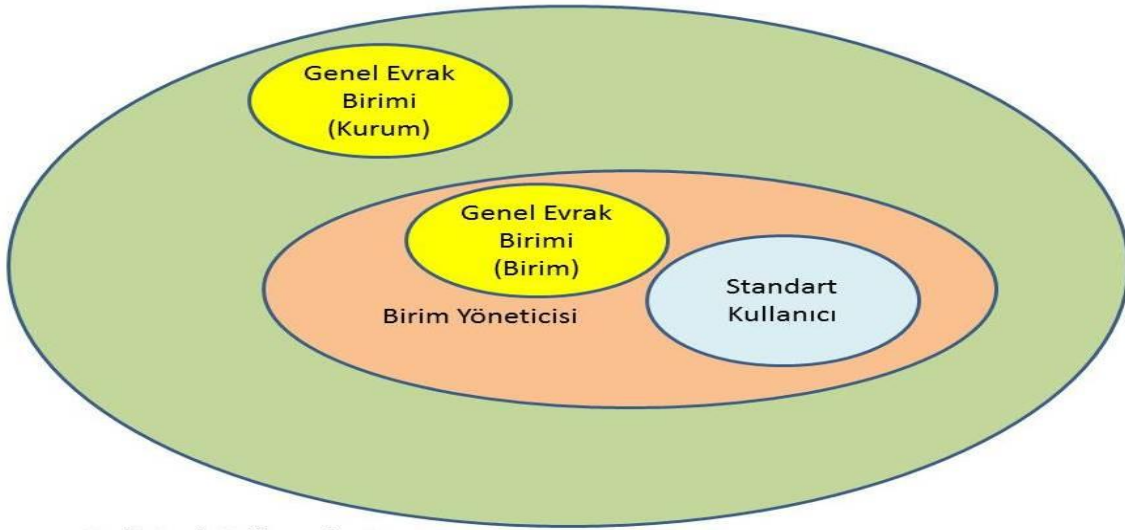 Genel Evrak
Birimi
(Kurum)
Genel Evrak
Birimi
(Birim)
Standart
Kullanıcı
Birim Yöneticisi